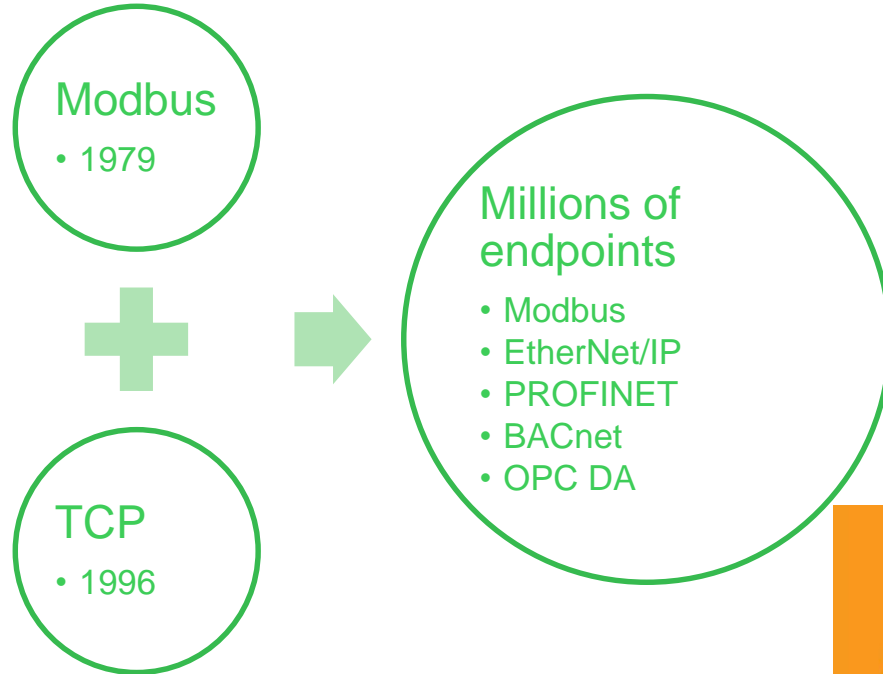 Modbus
• 1979
TCP
• 1996
Millions of
endpoints
• Modbus
• EtherNet/IP
• PROFINET
• BACnet
• OPC DA